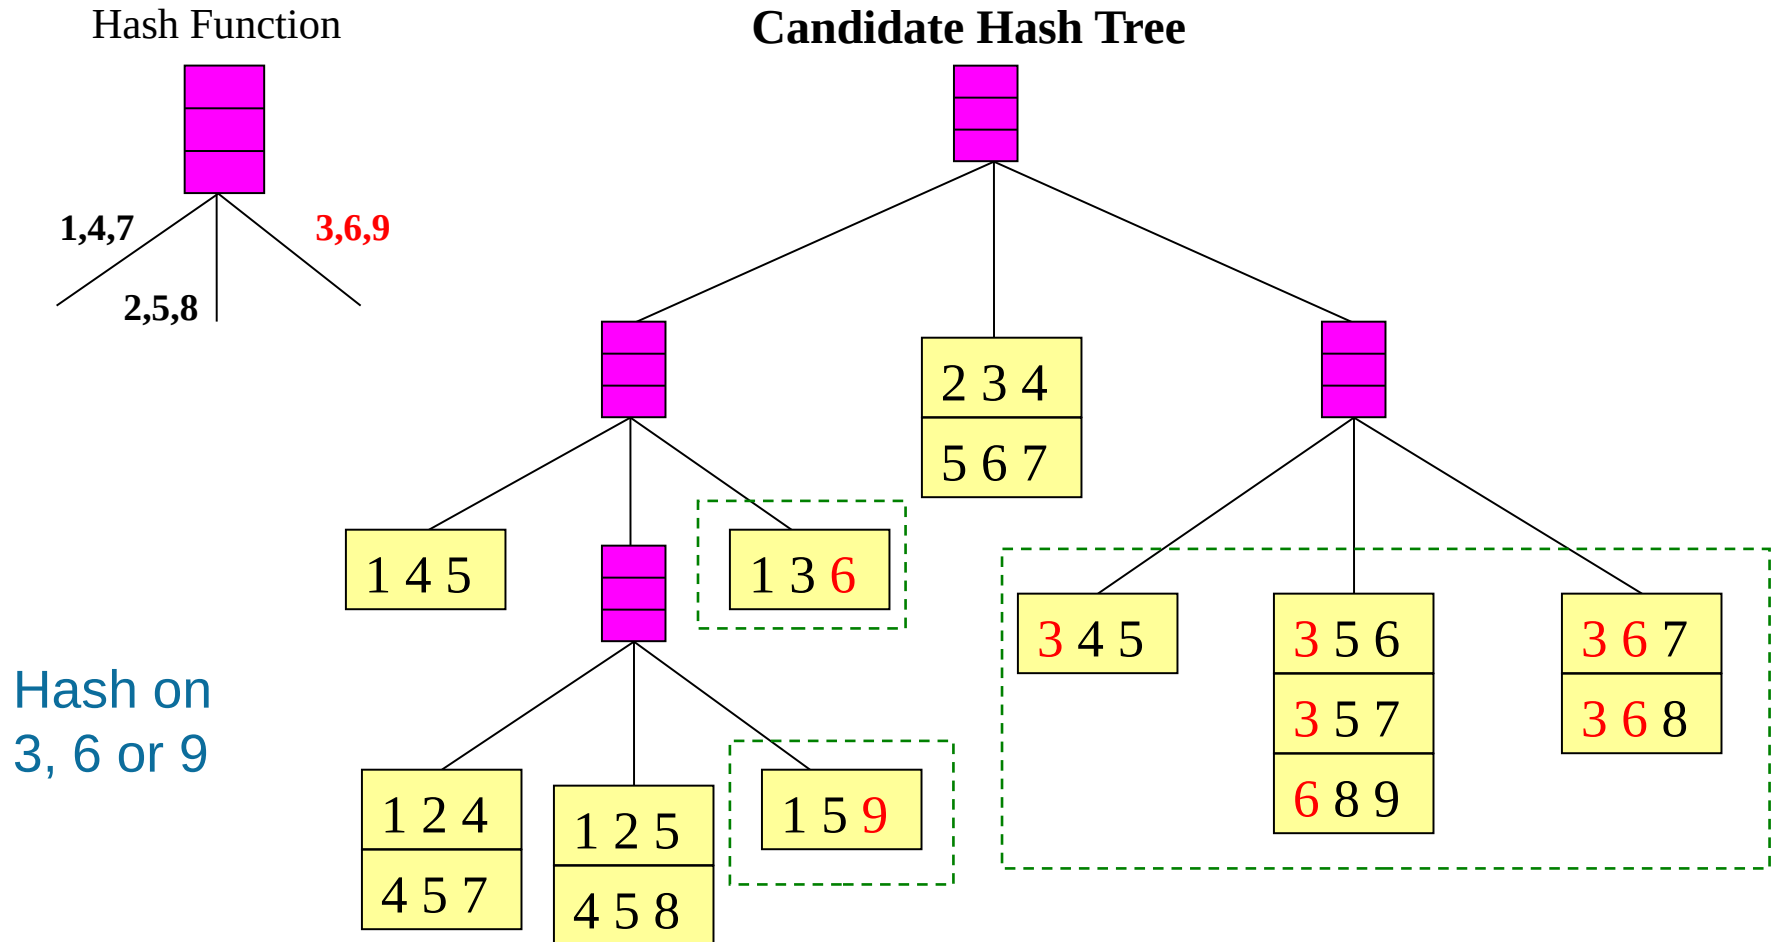 Hash Function
Candidate Hash Tree
1,4,7
3,6,9
2,5,8
2 3 4
5 6 7
1 4 5
1 3 6
3 4 5
3 5 6
3 6 7
3 5 7
3 6 8
6 8 9
Hash on
3, 6 or 9
1 2 4
4 5 7
1 2 5
4 5 8
1 5 9